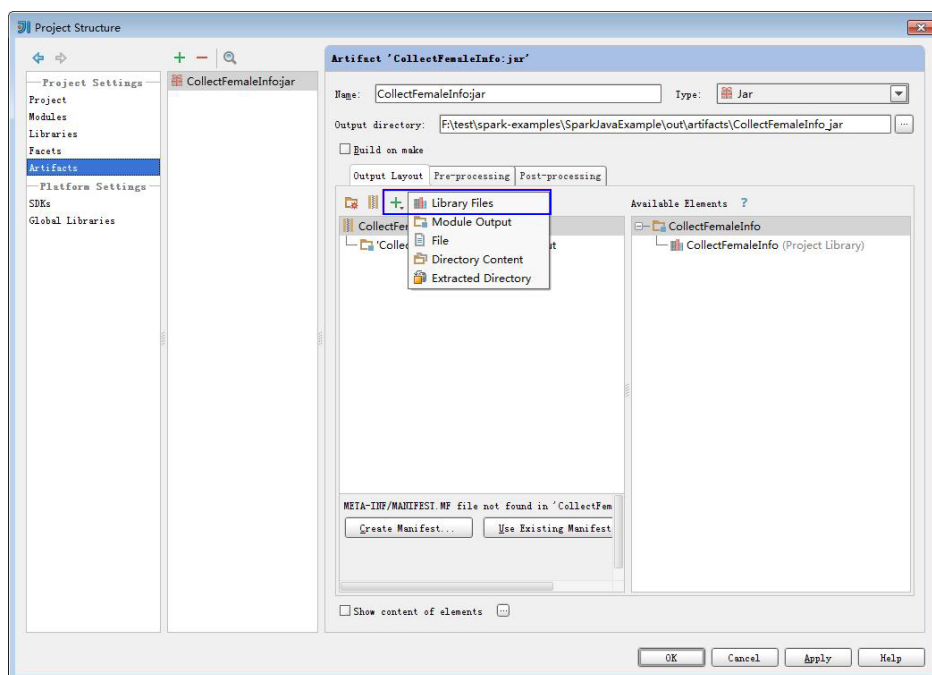 Project Structure
Project Settings
Project
Modules
Libraries
Facets
Artifacts
Platform Settings
SDKs
Global Libraries
CollectFemaleInfo:jar
Artifact 'CollectFemaleInfo:jar'
Name: CollectFemaleInfo:jar Type: Jar
Output directory: F:\test\spark-examples\SparkJavaExample\out\artifacts\CollectFemaleInfo_jar ...
Build on make
Output Layout Pre-processing Post-processing
Library Files
Module Output
File
Directory Content
Extracted Directory
CollectFe
'Collec ut
Available Elements ?
CollectFemaleInfo
CollectFemaleInfo (Project Library)
META-INF/MANIFEST.MF file not found in 'CollectFem
Create Manifest... Use Existing Manifest
Show content of elements ...
OK Cancel Apply Help